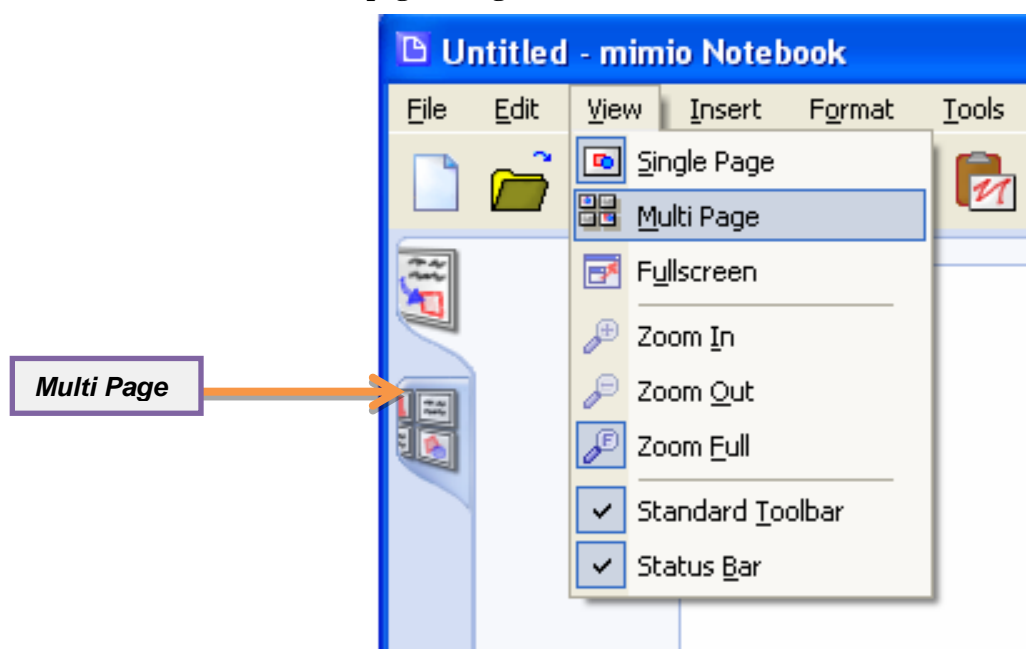 Untitled - mimio Notebook
File Edit View Insert Format Tools
Single Page
Multi Page
Fullscreen
Zoom In
Multi Page
Zoom Out
Zoom Full
Standard Toolbar
Status Bar